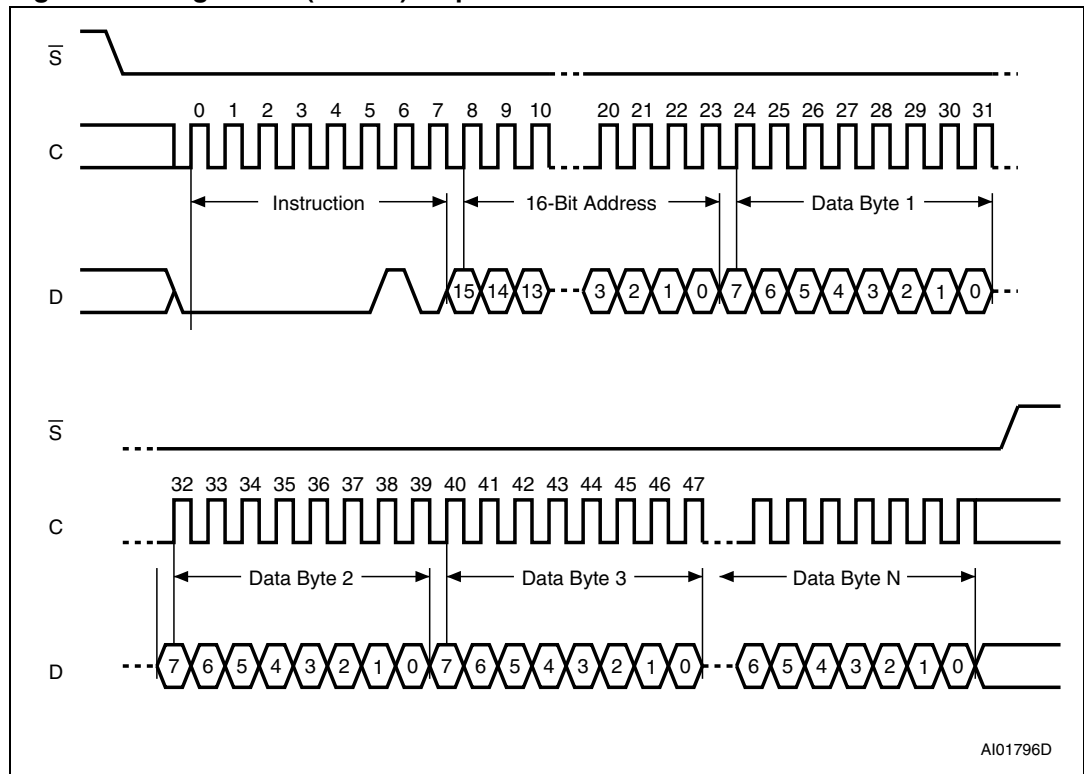 S
0 1 2 3 4 5 6 7 8 9 10 20 21 22 23 24 25 26 27 28 29 30 31
C
Instruction 16-Bit Address Data Byte 1
D 15 14 13 3 2 1 0 7 6 5 4 3 2 1 0
S
32 33 34 35 36 37 38 39 40 41 42 43 44 45 46 47
C
Data Byte 2 Data Byte 3 Data Byte N
D 7 6 5 4 3 2 1 0 7 6 5 4 3 2 1 0 6 5 4 3 2 1 0
AI01796D